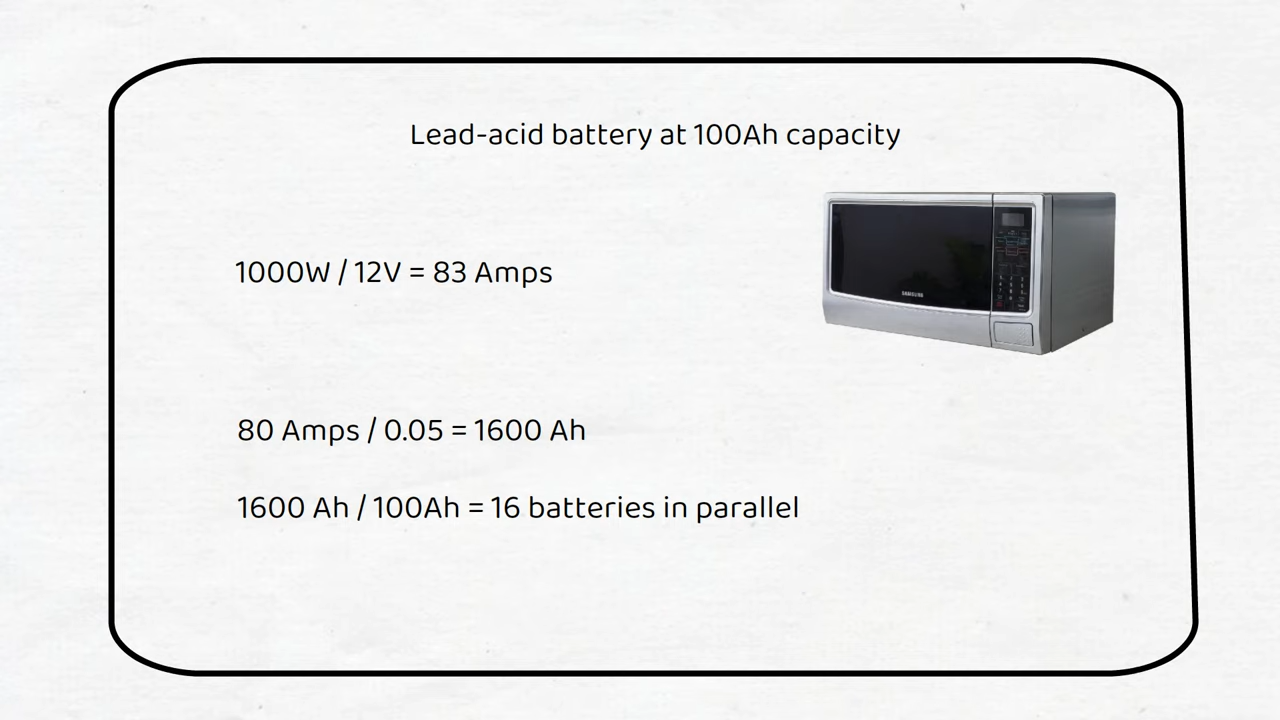 Lead-acid battery at 100Ah capacity
1000W / 12V = 83 Amps
SAMSUNG
80 Amps / 0.05 = 1600 Ah
1600 Ah / 100Ah = 16 batteries in parallel